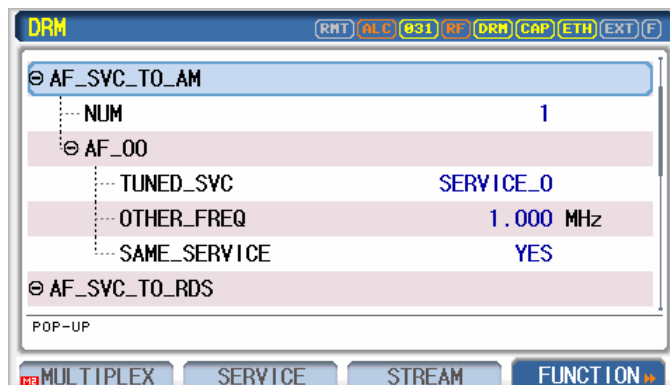 DRM RMT ALC 031 RF DRM CAP ETH EXT F
AF_SVC_TO_AM
NUM 1
AF_00
TUNED_SVC SERVICE_0
OTHER_FREQ 1.000 MHz
SAME_SERVICE YES
AF_SVC_TO_RDS
POP-UP
M2 MULTIPLEX SERVICE STREAM FUNCTION